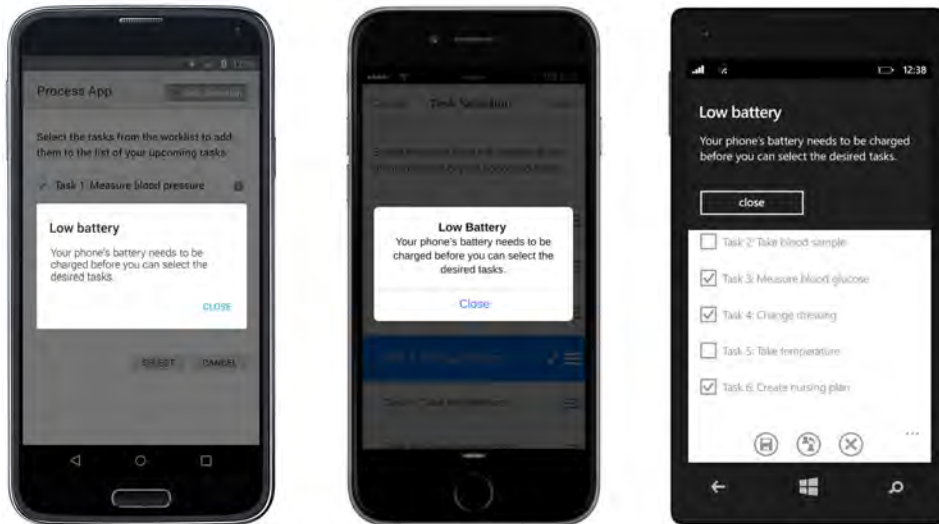 Process App
Select the tasks from the worklist to add
them to the list of your upcoming tasks:
Task 1: Measure blood pressure
Low battery
Your phone's battery needs to be
charged before you can select the
desired tasks.
CLOSE
SELECT CANCEL
Task Selection
Low Battery
Your phone's battery needs to be
charged before you can select the
desired tasks.
Close
12:38
Low battery
Your phone's battery needs to be charged
before you can select the desired tasks.
close
Task 2: Take blood sample
Task 3: Measure blood glucose
Task 4: Change dressing
Task 5: Take temperature
Task 6: Create nursing plan